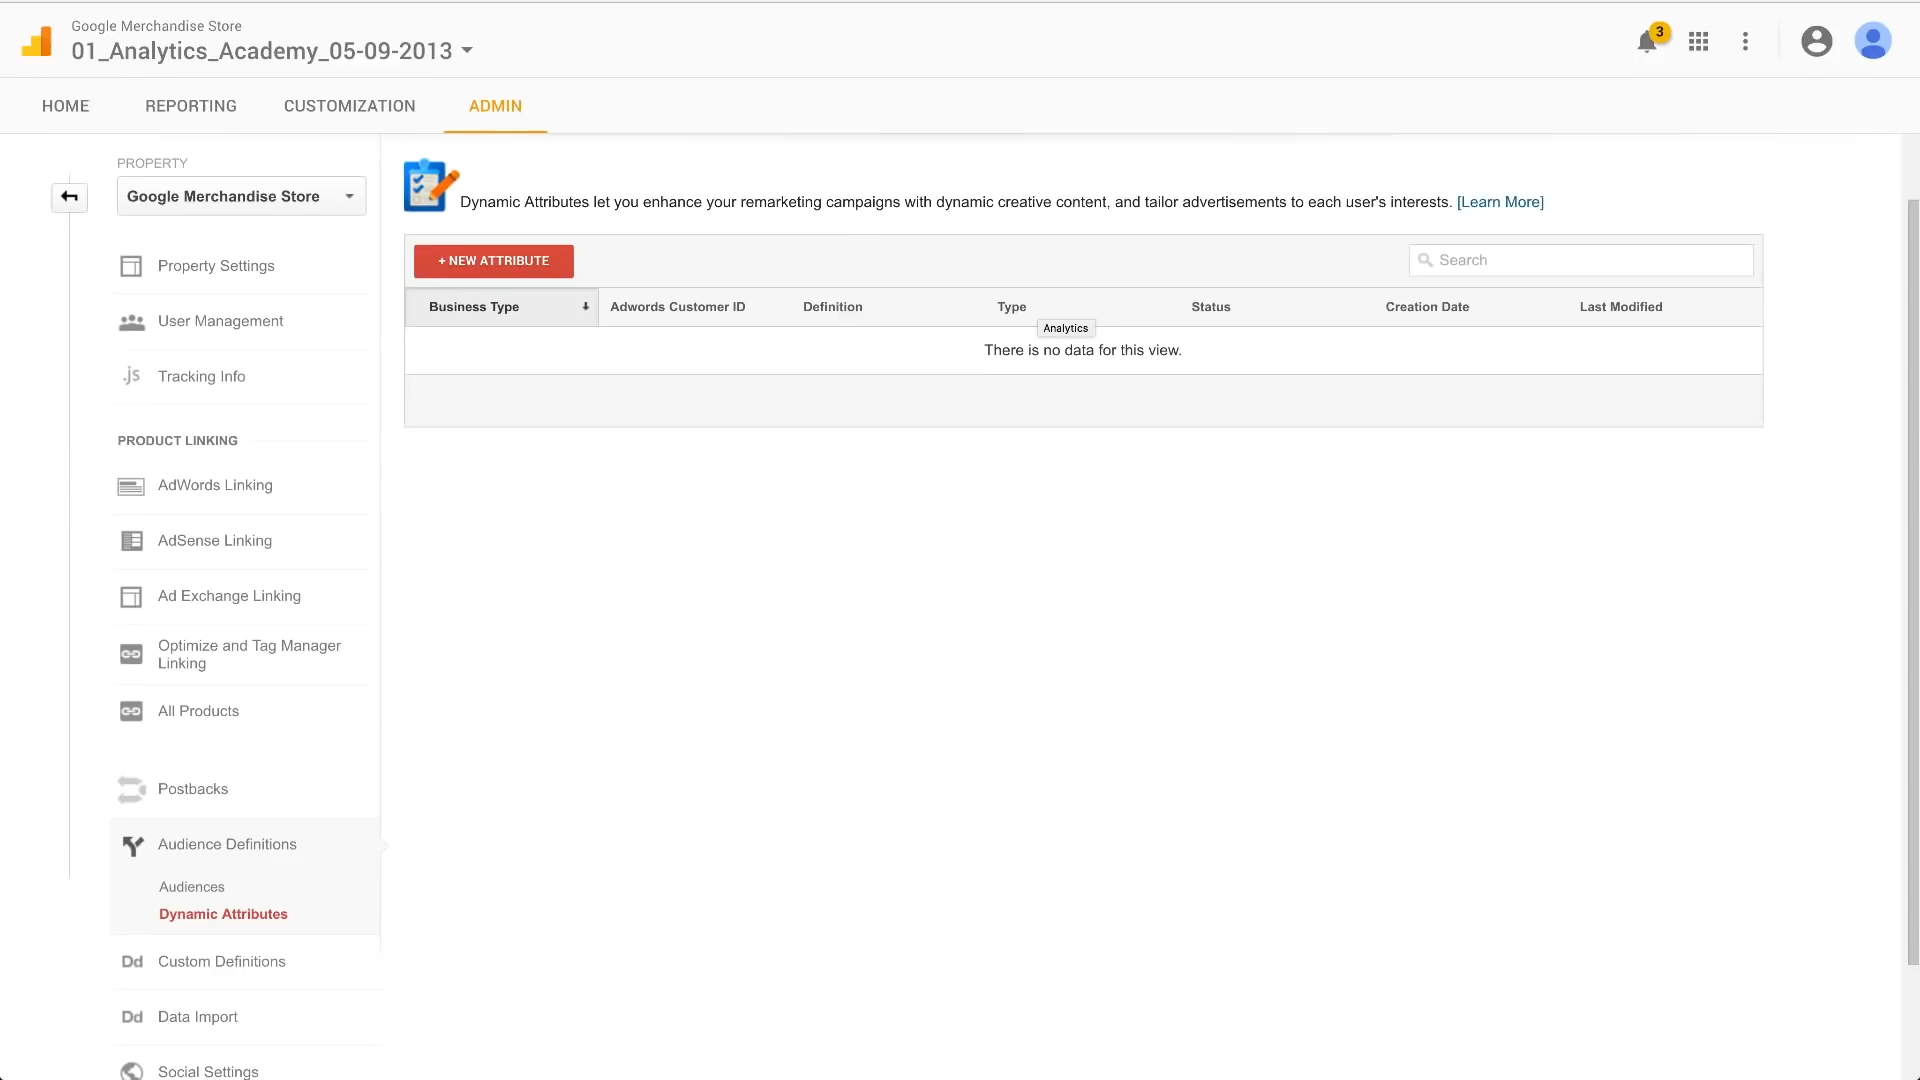 Google Merchandise Store
01_Analytics_Academy_05-09-2013
3
HOME
REPORTING
CUSTOMIZATION
ADMIN
PROPERTY
Google Merchandise Store
Property Settings
User Management
.js Tracking Info
PRODUCT LINKING
AdWords Linking
AdSense Linking
Ad Exchange Linking
Optimize and Tag Manager
Linking
All Products
Postbacks
Audience Definitions
Audiences
Dynamic Attributes
Dd Custom Definitions
Dd Data Import
Social Settings
Dynamic Attributes let you enhance your remarketing campaigns with dynamic creative content, and tailor advertisements to each user's interests. [Learn More]
+ NEW ATTRIBUTE
Search
Business Type
Adwords Customer ID
Definition
Type
Status
Creation Date
Last Modified
Analytics
There is no data for this view.